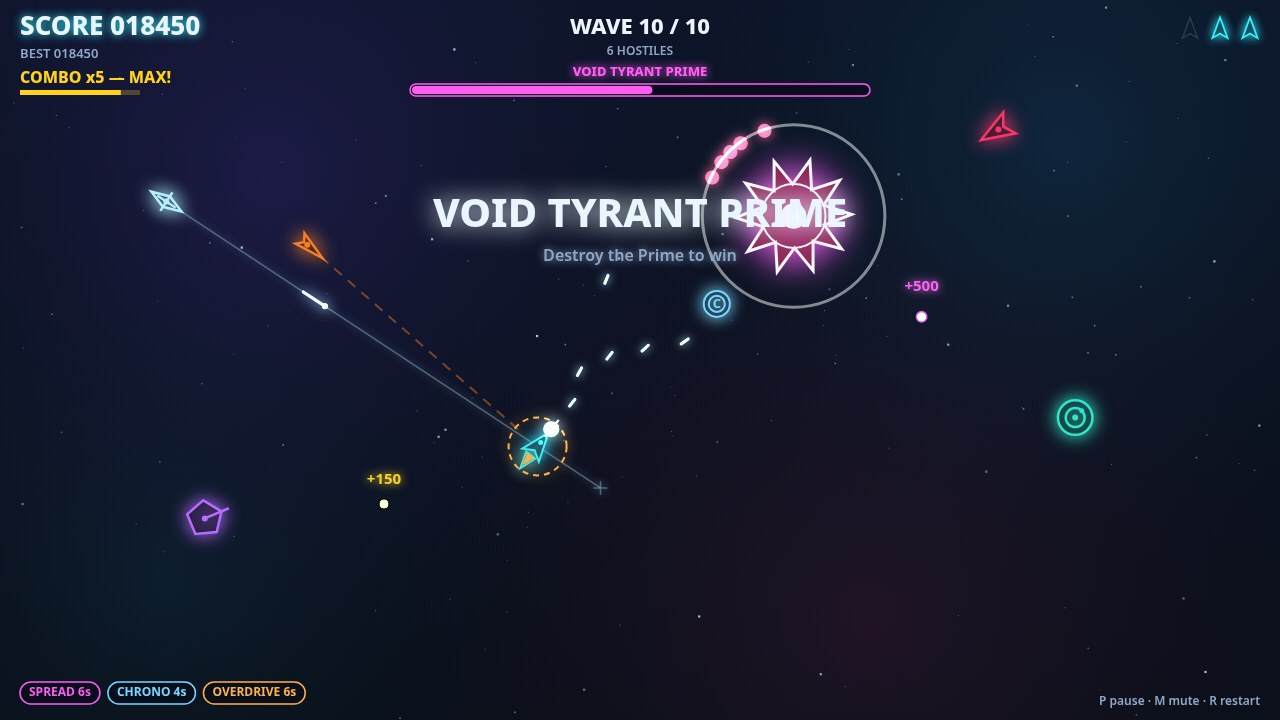 SCORE 018450
BEST 018450
COMBO x5 — MAX!
WAVE 10 / 10
6 HOSTILES
VOID TYRANT PRIME
VOID TYRANT PRIME
Destroy the Prime to win
C
+500
+150
SPREAD 6s
CHRONO 4s
OVERDRIVE 6s
P pause · M mute · R restart